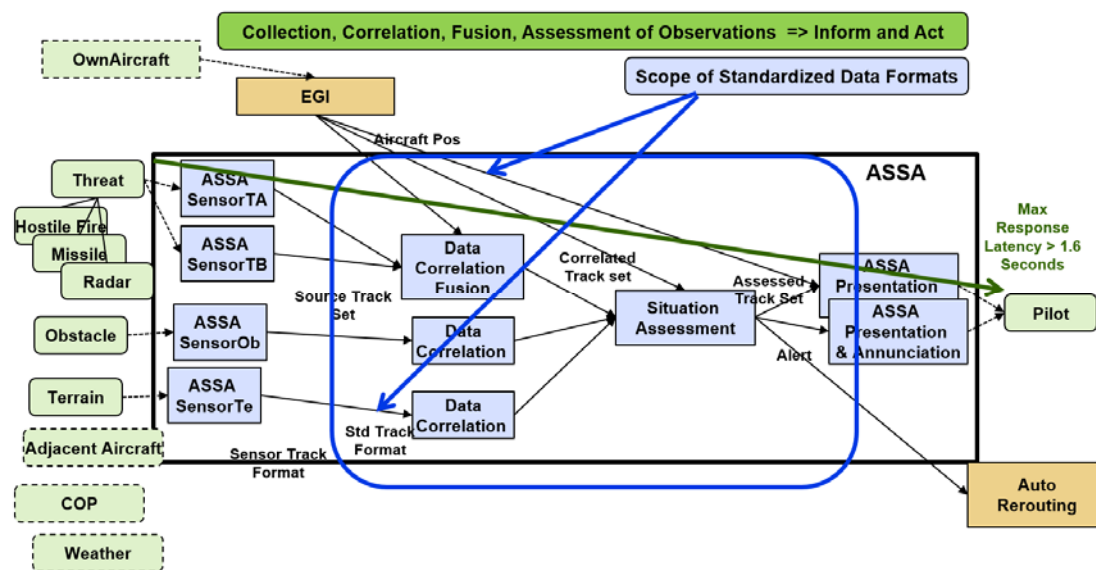 Collection, Correlation, Fusion, Assessment of Observations => Inform and Act
OwnAircraft
Scope of Standardized Data Formats
EGI
Aircraft Pos
ASSA
Threat
ASSA
SensorTA
Hostile Fire
Missile
Radar
ASSA
SensorTB
Data
Correlation
Fusion
Correlated
Track set
Source Track
Set
Max
Response
Latency > 1.6
Seconds
ASSA
Presentation
Assessed
Track Set
Situation
Assessment
ASSA
Presentation
& Annunciation
Pilot
Obstacle
ASSA
SensorOb
Data
Correlation
Alert
Terrain
ASSA
SensorTe
Data
Correlation
Std Track
Format
Adjacent Aircraft
Sensor Track
Format
COP
Auto
Rerouting
Weather